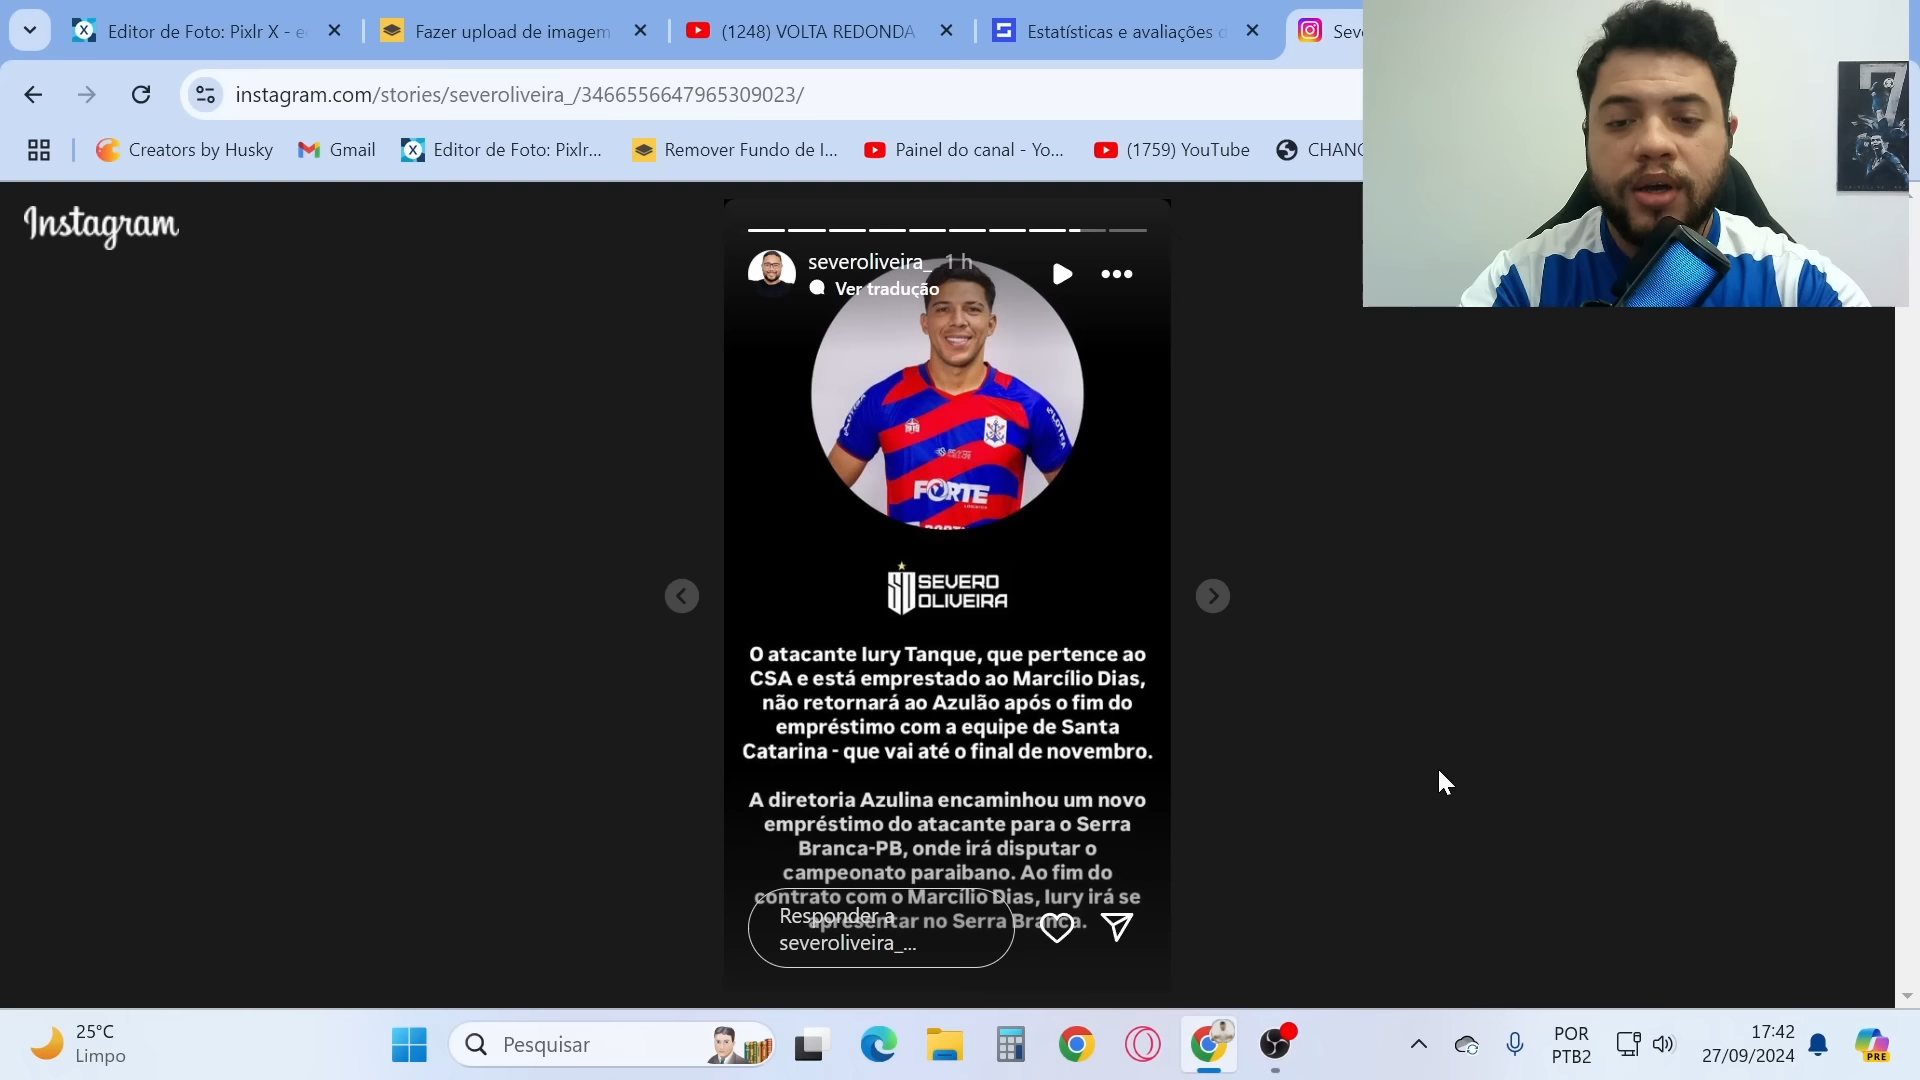 Editor de Foto: Pixlr X - e
Fazer upload de imagem
(1248) VOLTA REDONDA
Estatísticas e avaliações d
Seve
instagram.com/stories/severoliveira_/3466556647965309023/
Creators by Husky
Gmail
Editor de Foto: Pixlr...
Remover Fundo de I...
Painel do canal - Yo...
(1759) YouTube
CHANG
7
Instagram
severoliveira_ 1 h
Ver tradução
FORTE
SEVERO
OLIVEIRA
O atacante Iury Tanque, que pertence ao
CSA e está emprestado ao Marcílio Dias,
não retornará ao Azulão após o fim do
empréstimo com a equipe de Santa
Catarina - que vai até o final de novembro.
A diretoria Azulina encaminhou um novo
empréstimo do atacante para o Serra
Branca-PB, onde irá disputar o
campeonato paraibano. Ao fim do
contrato com o Marcílio Dias, Iury irá se
apresentar no Serra Branca.
Responder a
severoliveira_...
25°C
Limpo
Pesquisar
POR
PTB2
17:42
27/09/2024
PRE